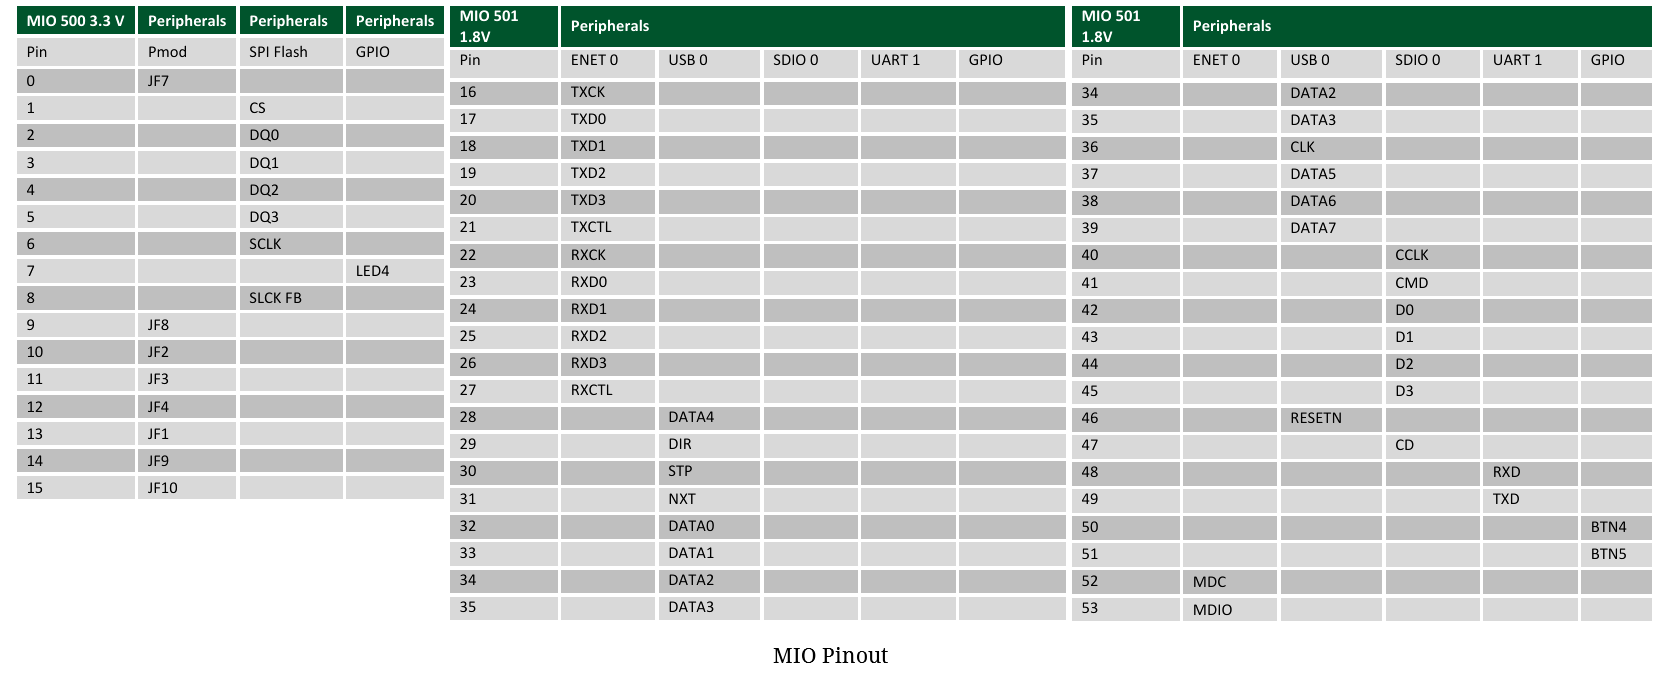 MIO 500 3.3 V Peripherals Peripherals Peripherals
Pin Pmod SPI Flash GPIO
0 JF7
1 CS
2 DQ0
3 DQ1
4 DQ2
5 DQ3
6 SCLK
7 LED4
8 SLCK FB
9 JF8
10 JF2
11 JF3
12 JF4
13 JF1
14 JF9
15 JF10
MIO 501
1.8V Peripherals
Pin ENET 0 USB 0 SDIO 0 UART 1 GPIO
16 TXCK
17 TXD0
18 TXD1
19 TXD2
20 TXD3
21 TXCTL
22 RXCK
23 RXD0
24 RXD1
25 RXD2
26 RXD3
27 RXCTL
28 DATA4
29 DIR
30 STP
31 NXT
32 DATA0
33 DATA1
34 DATA2
35 DATA3
MIO 501
1.8V Peripherals
Pin ENET 0 USB 0 SDIO 0 UART 1 GPIO
34 DATA2
35 DATA3
36 CLK
37 DATA5
38 DATA6
39 DATA7
40 CCLK
41 CMD
42 D0
43 D1
44 D2
45 D3
46 RESETN
47 CD
48 RXD
49 TXD
50 BTN4
51 BTN5
52 MDC
53 MDIO
MIO Pinout